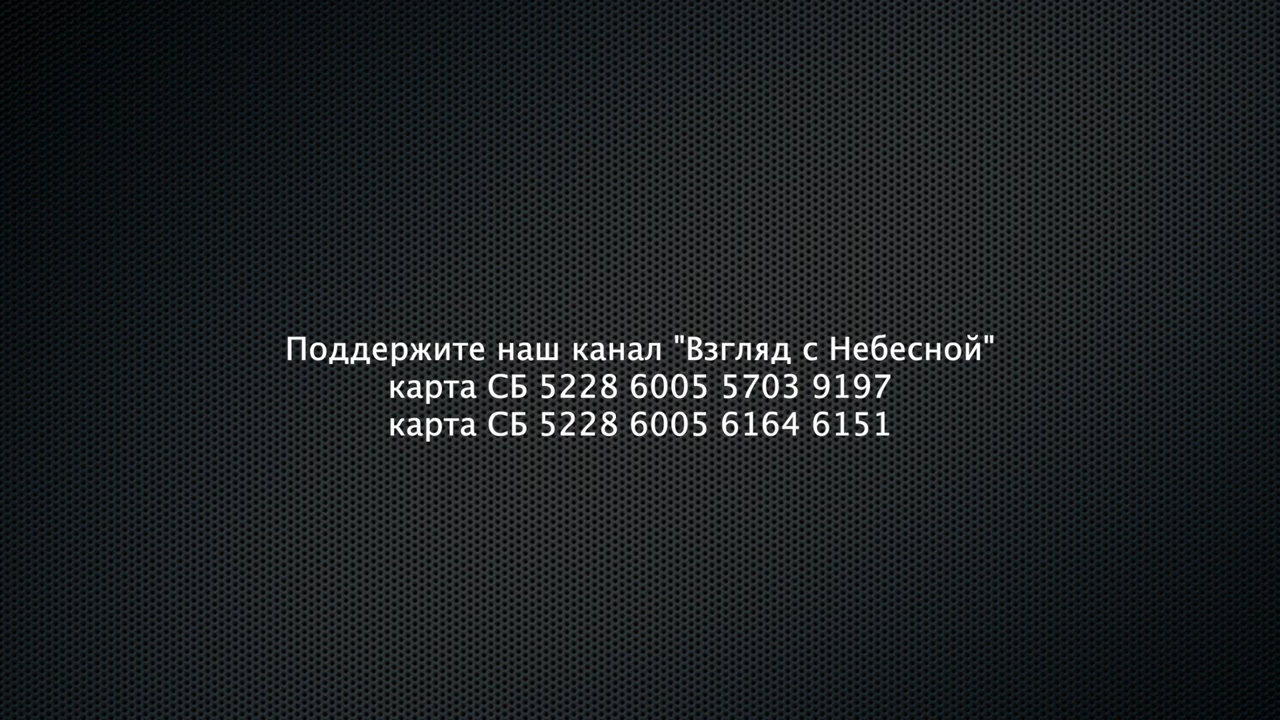 Поддержите наш канал "Взгляд с Небесной"
карта СБ 5228 6005 5703 9197
карта СБ 5228 6005 6164 6151